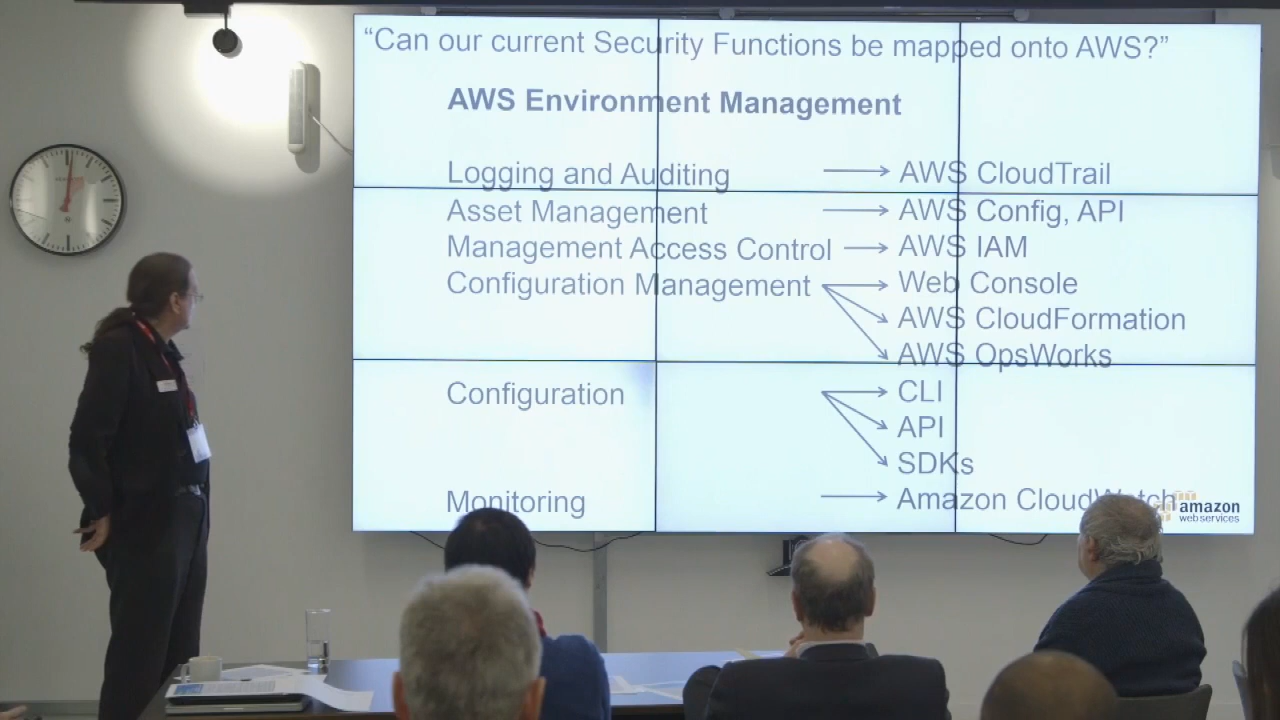 “Can our current Security Functions be mapped onto AWS?”
AWS Environment Management
Logging and Auditing → AWS CloudTrail
Asset Management → AWS Config, API
Management Access Control → AWS IAM
Configuration Management → Web Console
AWS CloudFormation
AWS OpsWorks
Configuration → CLI
API
SDKs
Monitoring → Amazon CloudWatch
amazon
web services